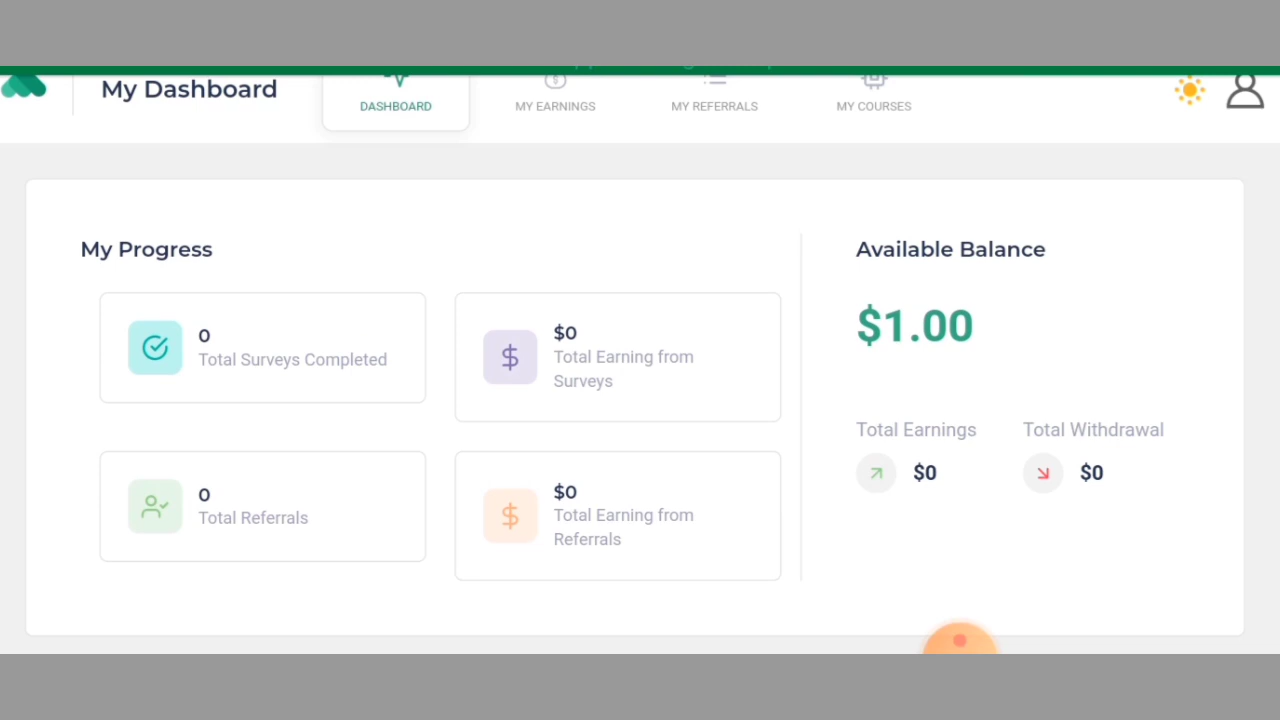 My Dashboard
DASHBOARD
MY EARNINGS
MY REFERRALS
MY COURSES
My Progress
0
Total Surveys Completed
$0
Total Earning from
Surveys
0
Total Referrals
$0
Total Earning from
Referrals
Available Balance
$1.00
Total Earnings
$0
Total Withdrawal
$0